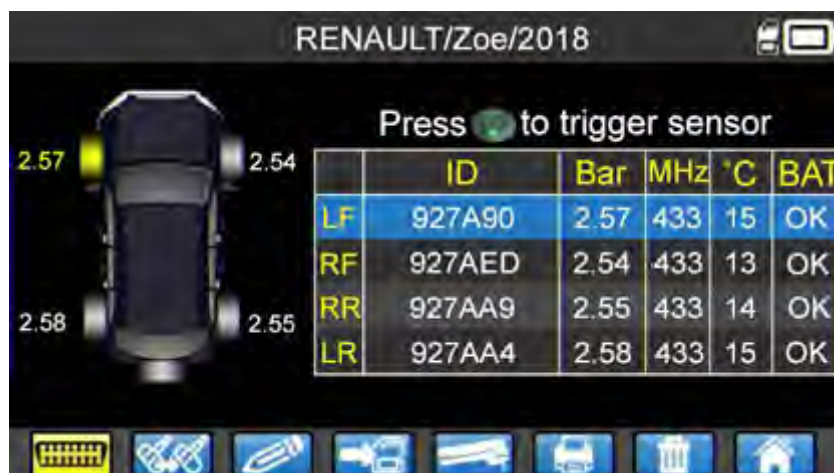 RENAULT/Zoe/2018
Press to trigger sensor
2.57 2.54
ID Bar MHz °C BAT
LF 927A90 2.57 433 15 OK
RF 927AED 2.54 433 13 OK
RR 927AA9 2.55 433 14 OK
LR 927AA4 2.58 433 15 OK
2.58 2.55